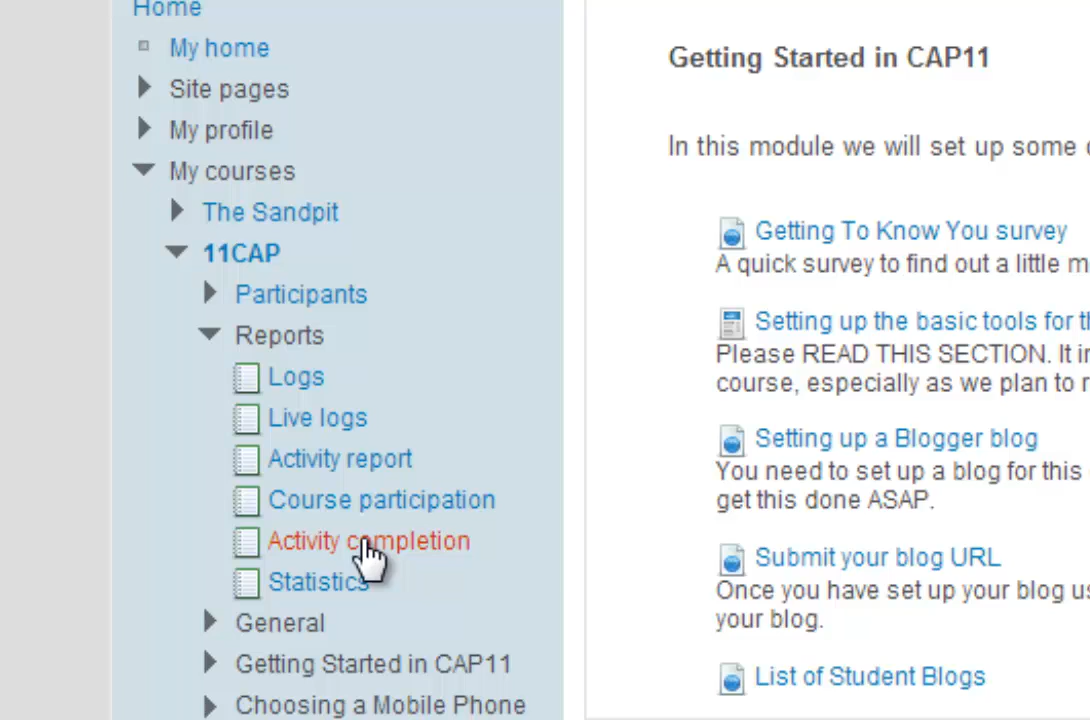 Home
My home
Site pages
My profile
My courses
The Sandpit
11CAP
Participants
Reports
Logs
Live logs
Activity report
Course participation
Activity completion
Statistics
General
Getting Started in CAP11
Choosing a Mobile Phone
Getting Started in CAP11
In this module we will set up some
Getting To Know You survey
A quick survey to find out a little
Setting up the basic tools for
Please READ THIS SECTION. It
course, especially as we plan to
Setting up a Blogger blog
You need to set up a blog for this
get this done ASAP.
Submit your blog URL
Once you have set up your blog
your blog.
List of Student Blogs